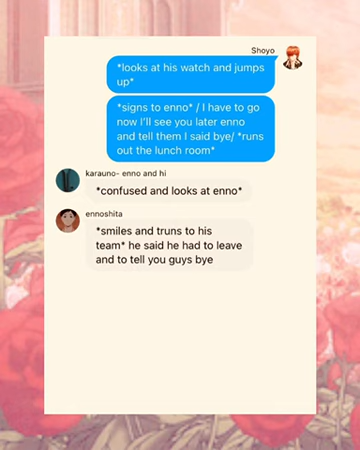 Shoyo
*looks at his watch and jumps
up*
*signs to enno* / I have to go
now I'll see you later enno
and tell them I said bye/ *runs
out the lunch room*
karauno- enno and hi
*confused and looks at enno*
ennoshita
*smiles and truns to his
team* he said he had to leave
and to tell you guys bye